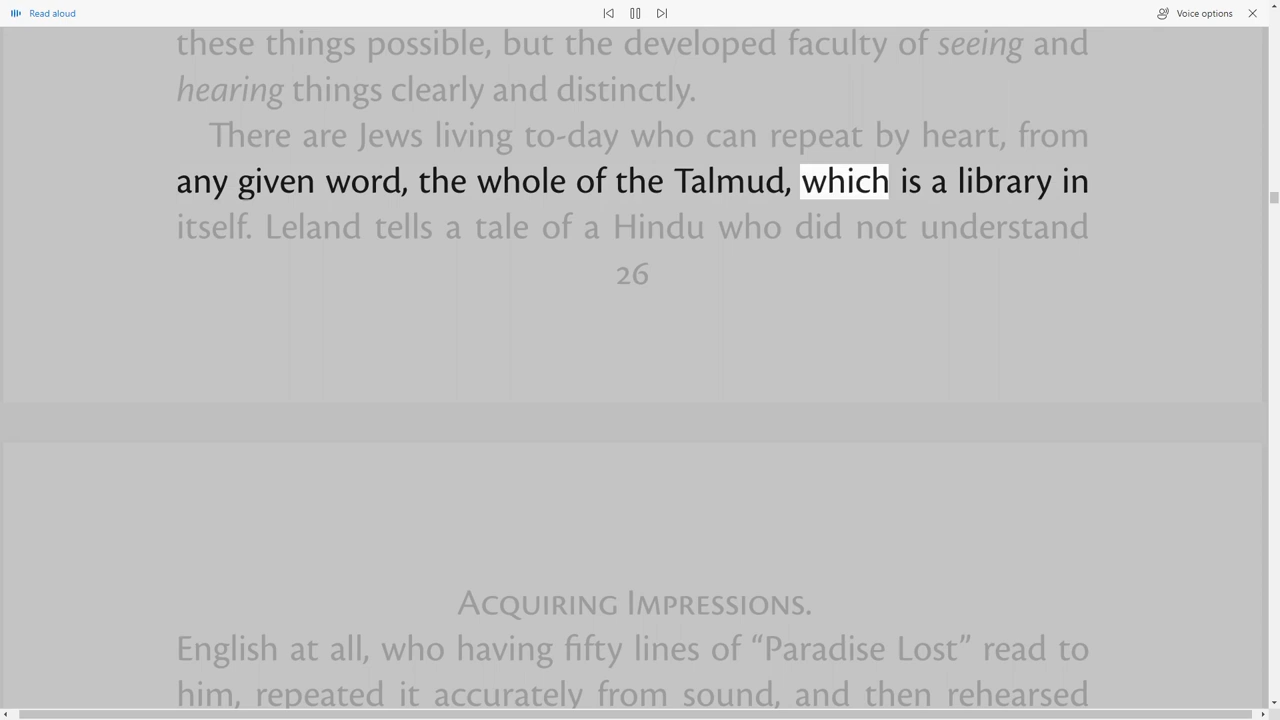 Read aloud
Voice options
these things possible, but the developed faculty of seeing and
hearing things clearly and distinctly.
There are Jews living to-day who can repeat by heart, from
any given word, the whole of the Talmud, which is a library in
itself. Leland tells a tale of a Hindu who did not understand
26
Acquiring Impressions.
English at all, who having fifty lines of “Paradise Lost” read to
him, repeated it accurately from sound, and then rehearsed